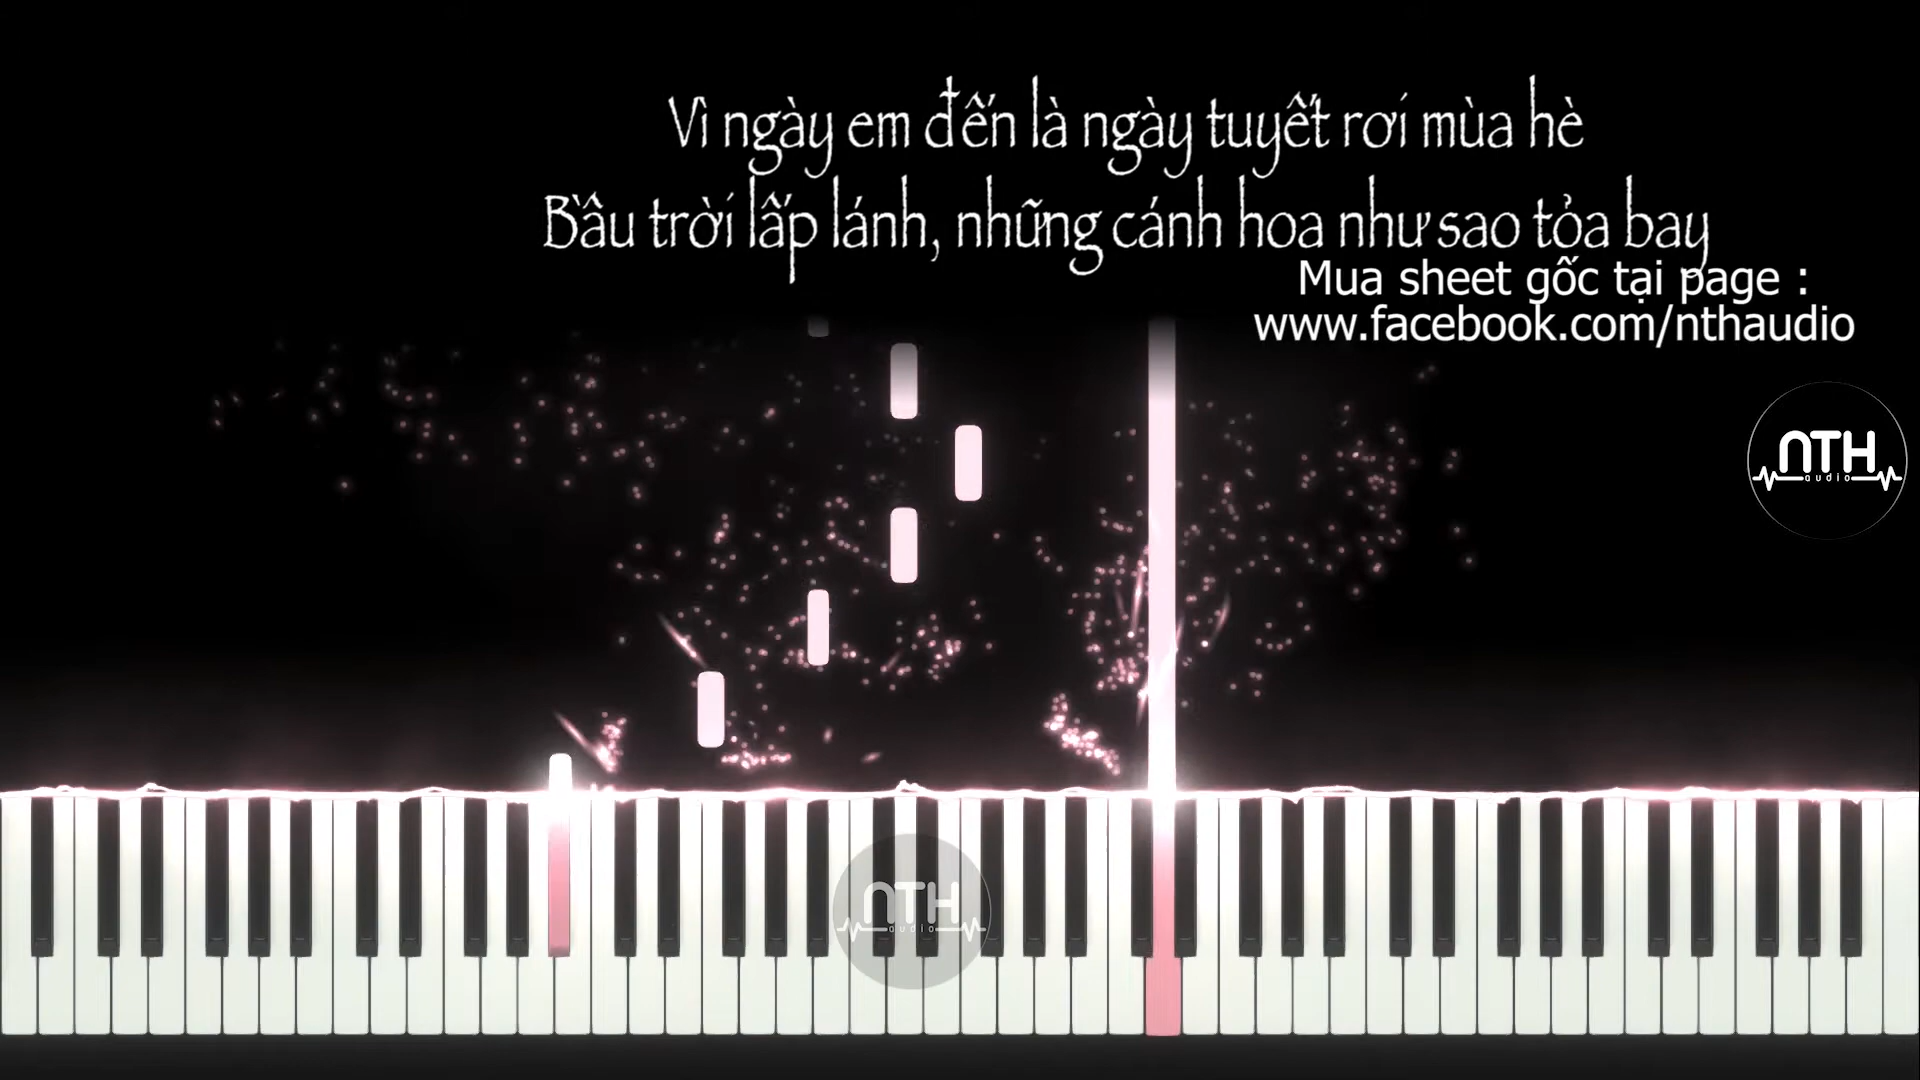 Vì ngày em đến là ngày tuyết rơi mùa hè
Bầu trời lấp lánh, những cánh hoa như sao tỏa bay
Mua sheet gốc tại page :
www.facebook.com/nthaudio
NTH
audio
NTH
audio